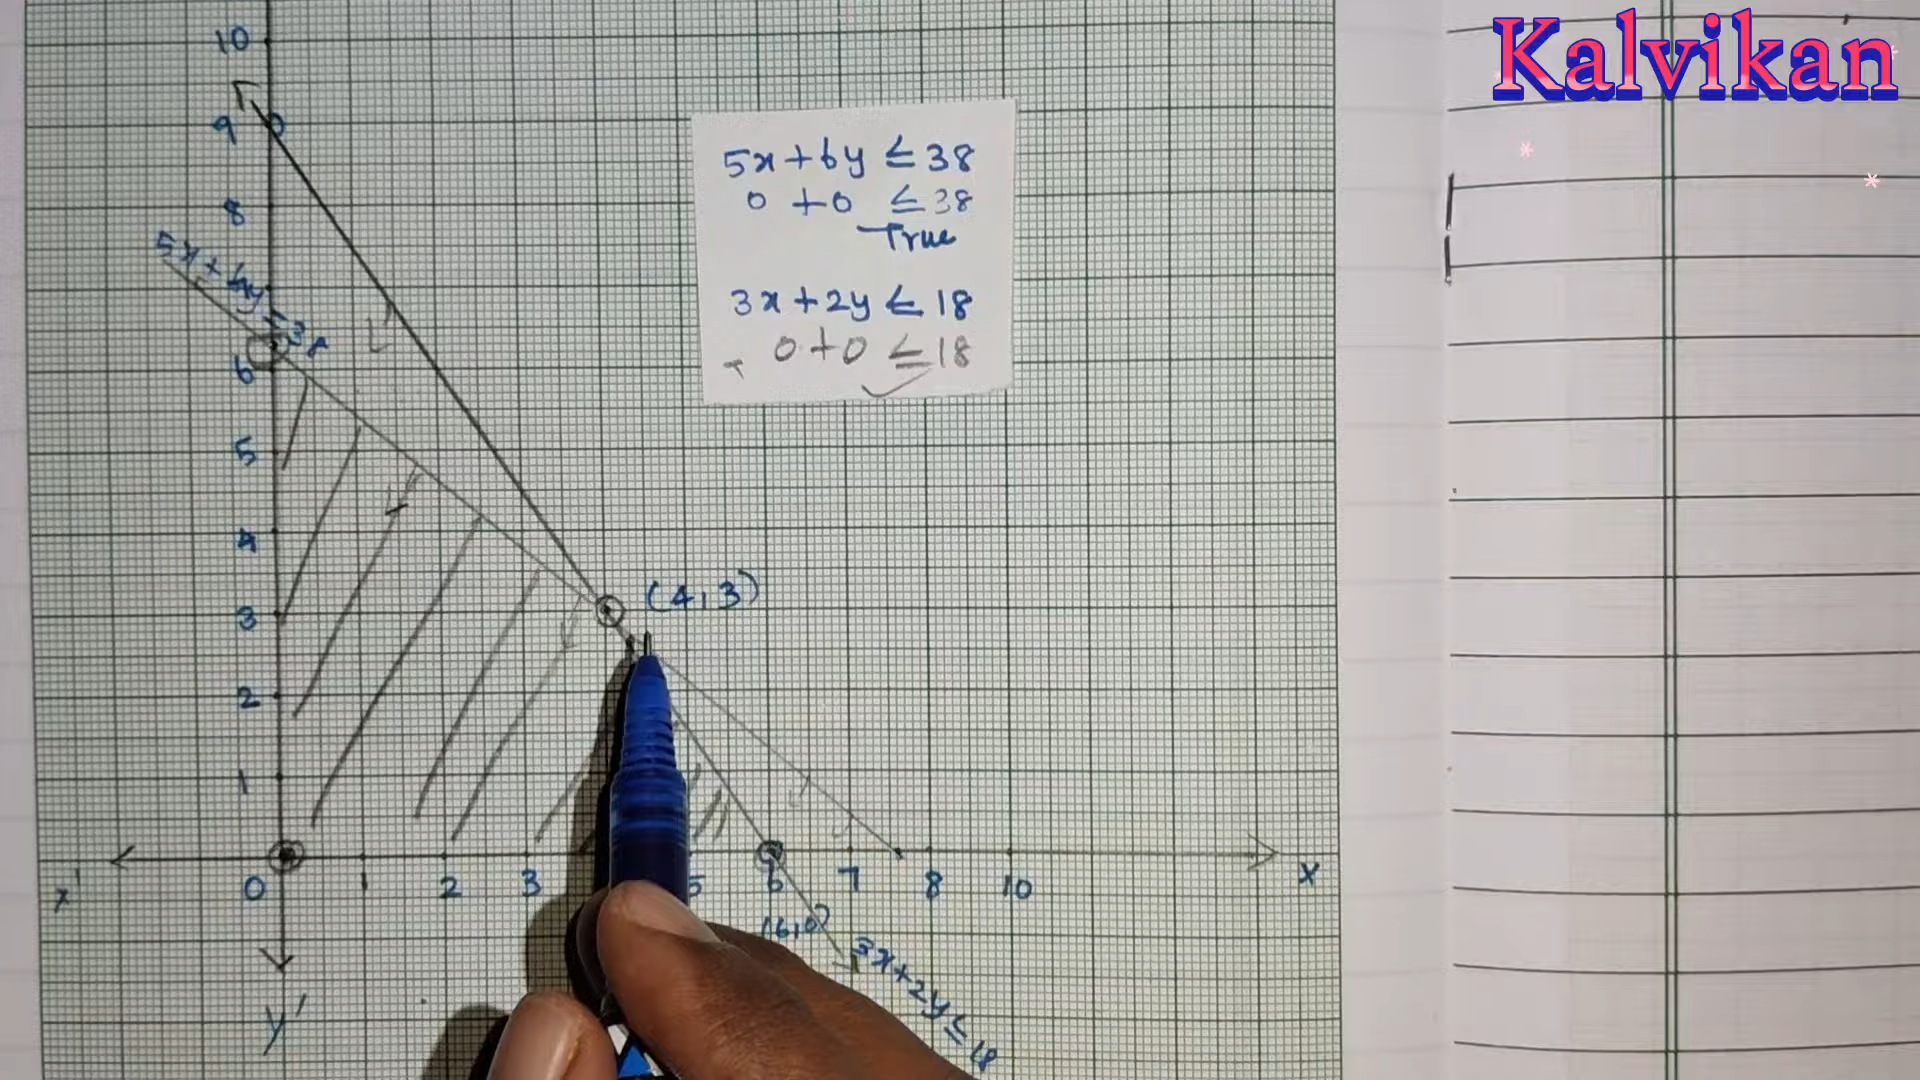 Kalvikan
10
9
8
6
5
4
3
2
1
5x + 6y ≤ 38
5x+6y ≤ 38
0 +0 ≤ 38
True
3x+2y ≤ 18
0+0 ≤ 18
(4,3)
x'
0 1 2 3 5 6 7 8 10
x
(6,0)
3x+2y ≤ 18
y'